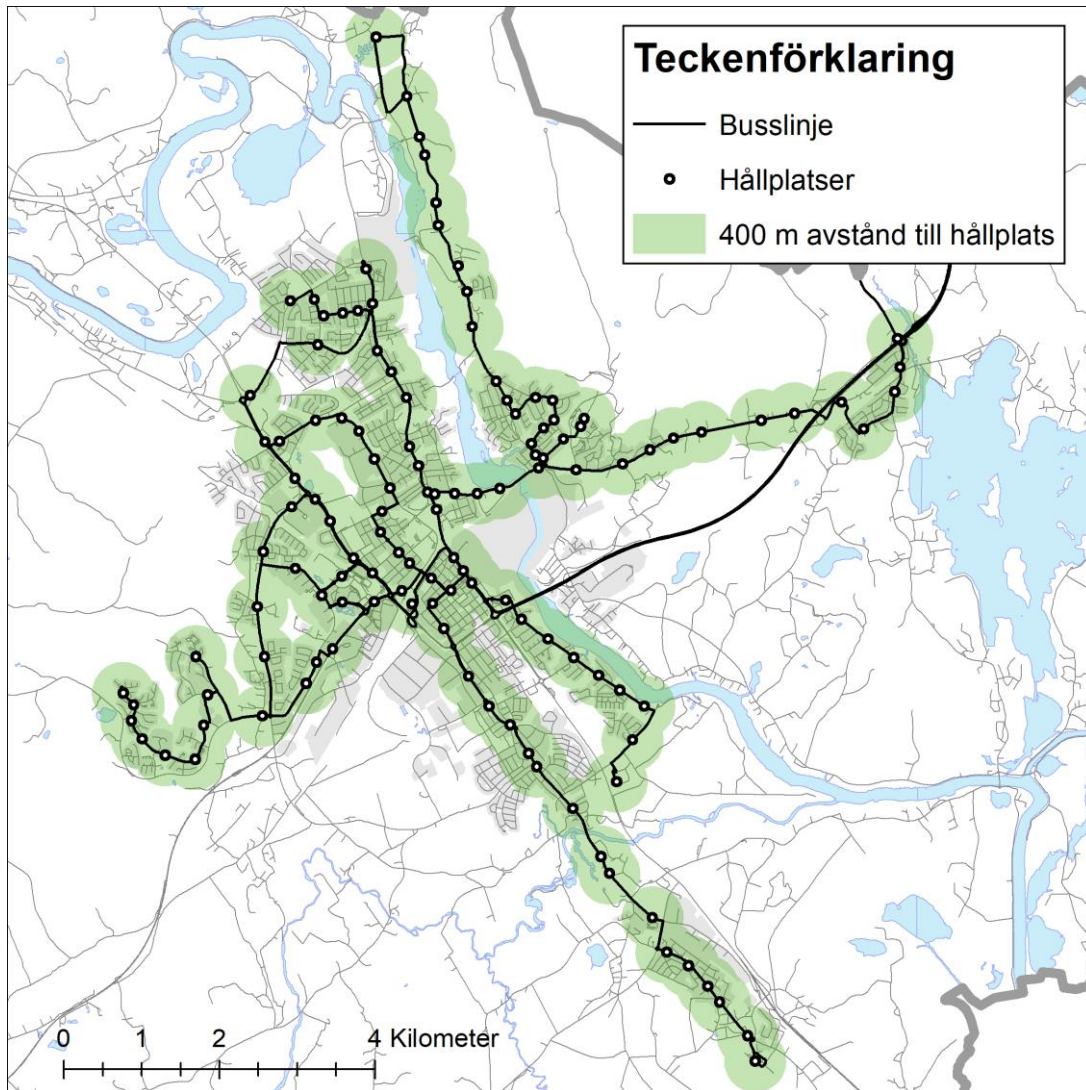 Teckenförklaring
Busslinje
Hållplatser
400 m avstånd till hållplats
0 1 2 4 Kilometer